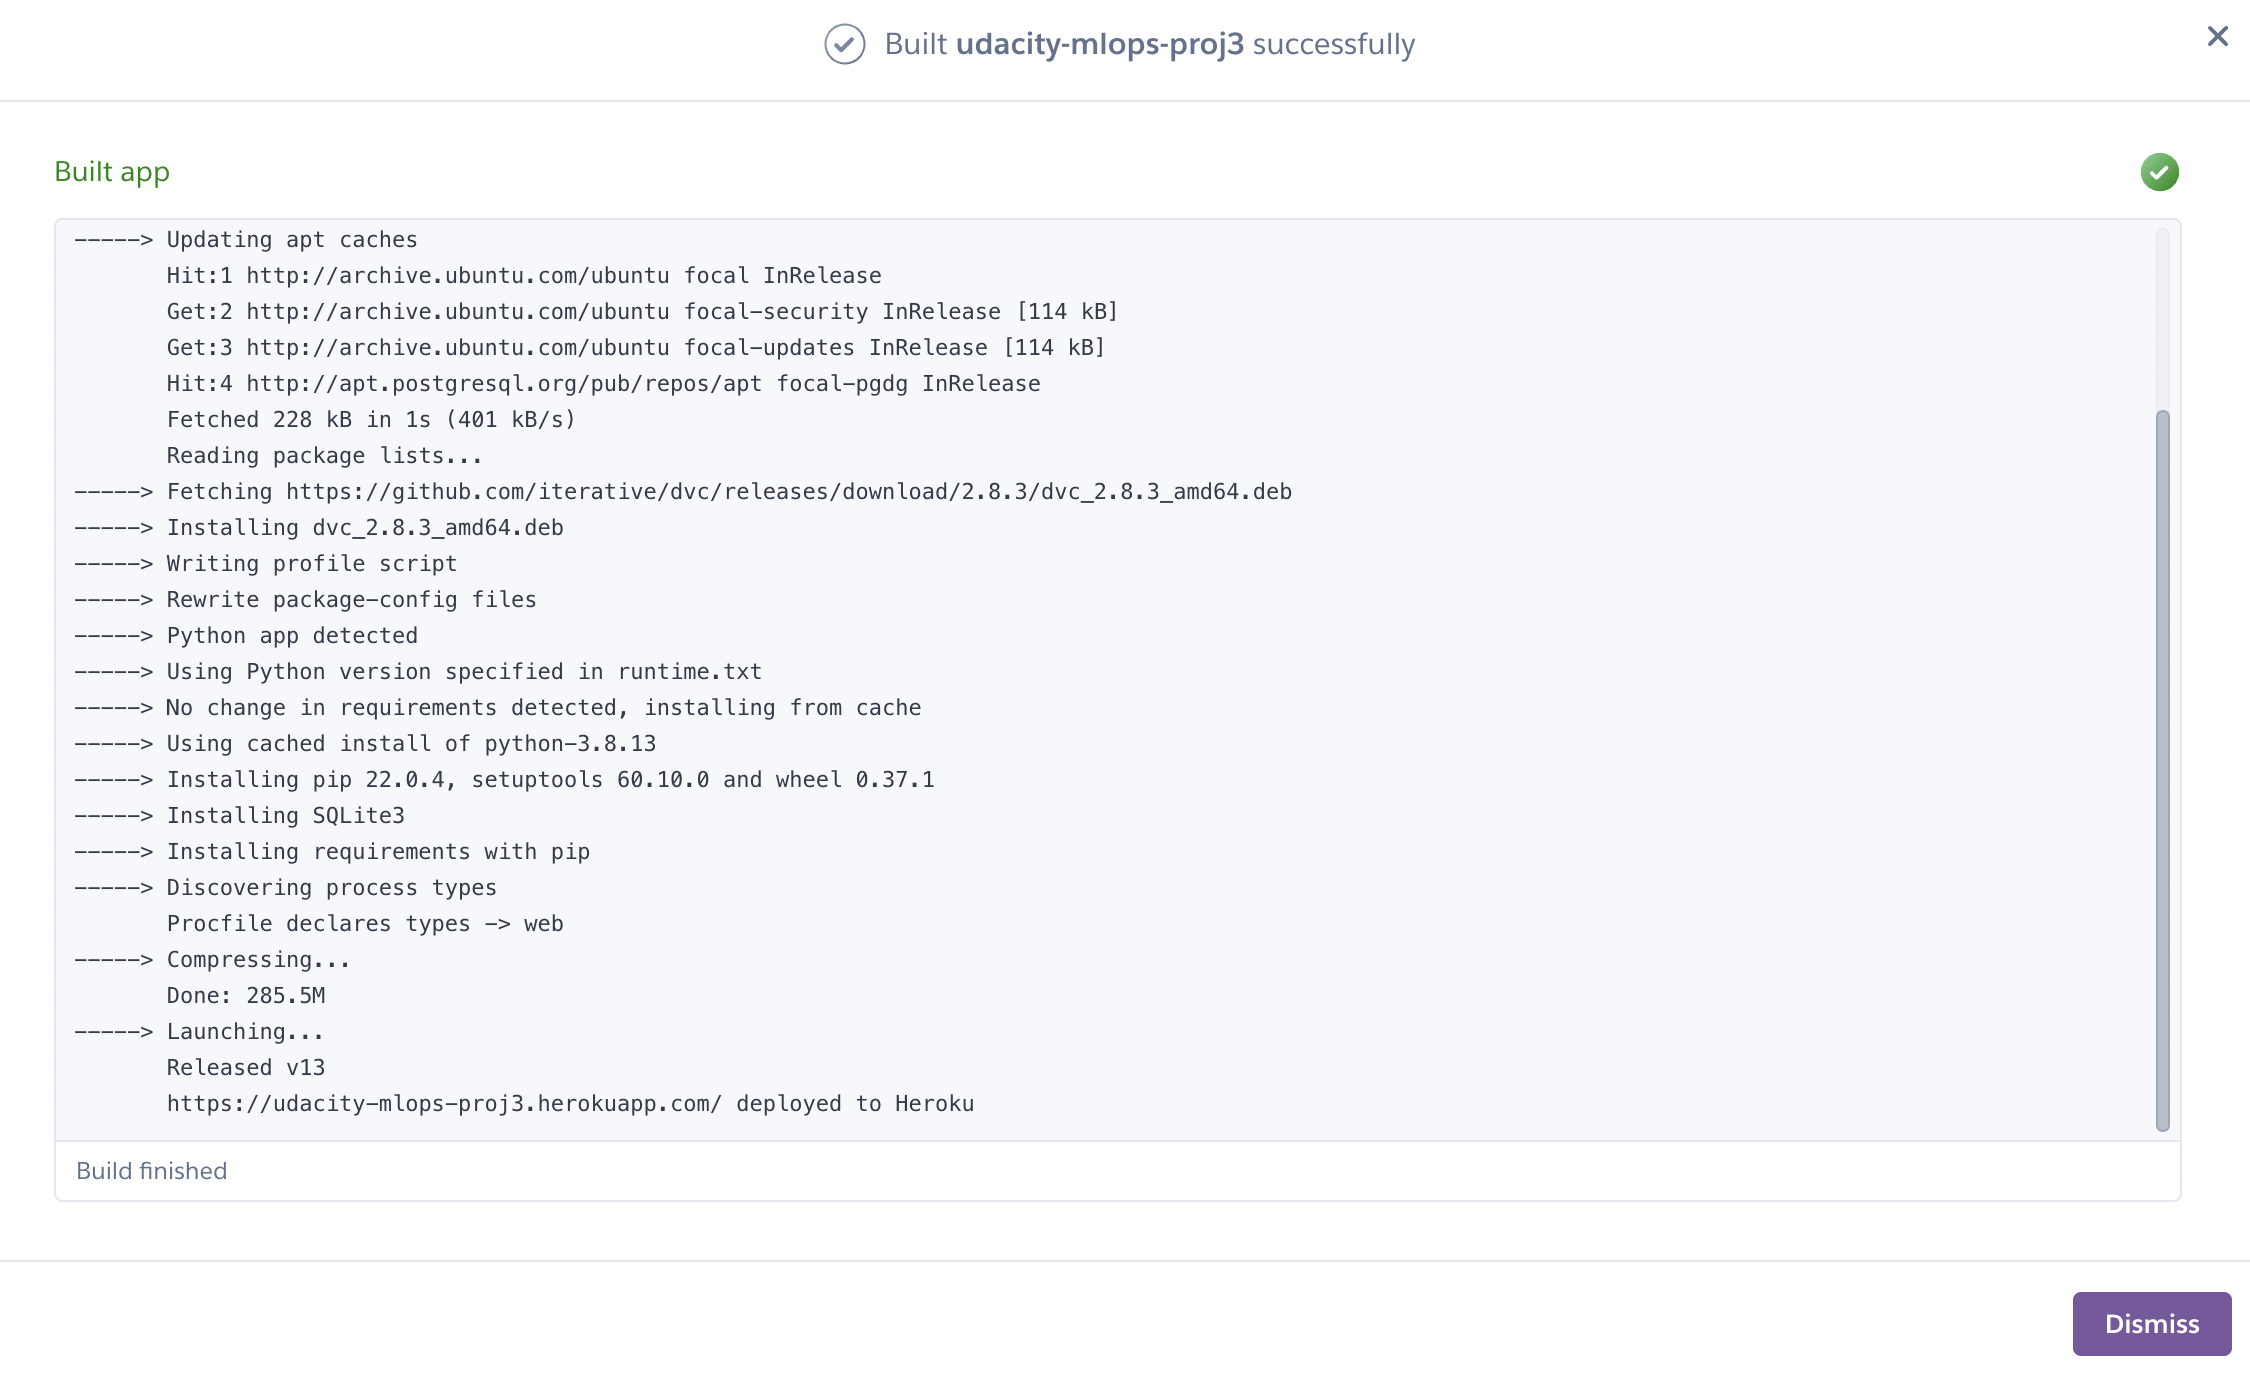 Built udacity-mlops-proj3 successfully
Built app
-----> Updating apt caches
       Hit:1 http://archive.ubuntu.com/ubuntu focal InRelease
       Get:2 http://archive.ubuntu.com/ubuntu focal-security InRelease [114 kB]
       Get:3 http://archive.ubuntu.com/ubuntu focal-updates InRelease [114 kB]
       Hit:4 http://apt.postgresql.org/pub/repos/apt focal-pgdg InRelease
       Fetched 228 kB in 1s (401 kB/s)
       Reading package lists...
-----> Fetching https://github.com/iterative/dvc/releases/download/2.8.3/dvc_2.8.3_amd64.deb
-----> Installing dvc_2.8.3_amd64.deb
-----> Writing profile script
-----> Rewrite package-config files
-----> Python app detected
-----> Using Python version specified in runtime.txt
-----> No change in requirements detected, installing from cache
-----> Using cached install of python-3.8.13
-----> Installing pip 22.0.4, setuptools 60.10.0 and wheel 0.37.1
-----> Installing SQLite3
-----> Installing requirements with pip
-----> Discovering process types
       Procfile declares types -> web
-----> Compressing...
       Done: 285.5M
-----> Launching...
       Released v13
       https://udacity-mlops-proj3.herokuapp.com/ deployed to Heroku
Build finished
Dismiss